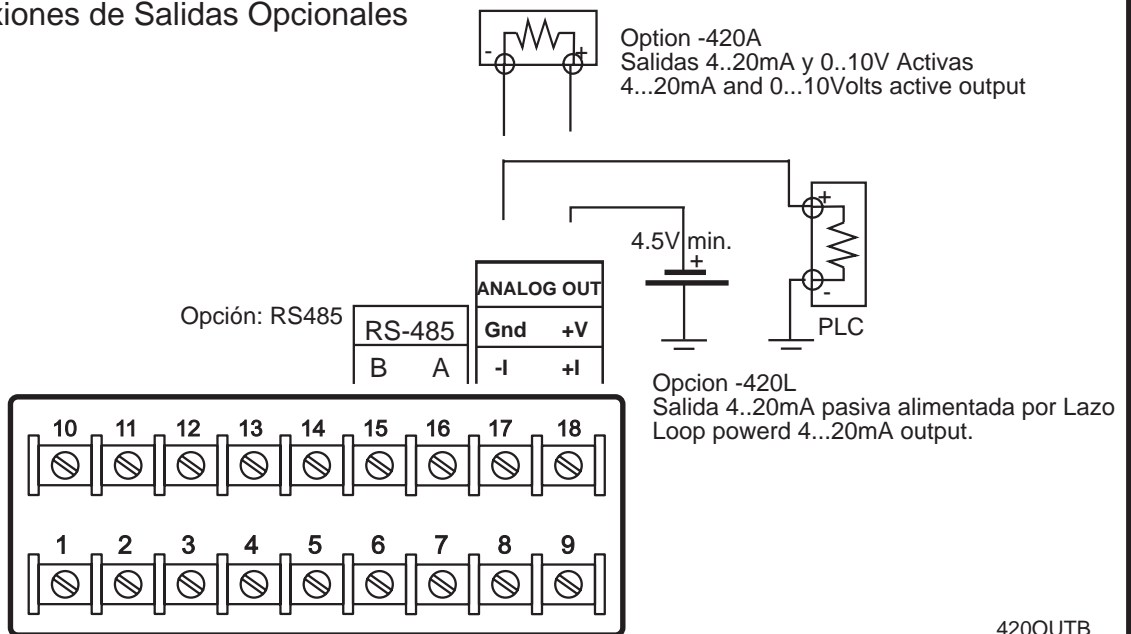 de Salidas Opcionales
Option -420A
Salidas 4..20mA y 0..10V Activas
4...20mA and 0...10Volts active output
- +
+
4.5V min.
+
-
PLC
ANALOG OUT
Opción: RS485
RS-485
Gnd +V
B A
-I +I
Opcion -420L
Salida 4..20mA pasiva alimentada por Lazo
Loop powerd 4...20mA output.
10 11 12 13 14 15 16 17 18
1 2 3 4 5 6 7 8 9
420OUTB